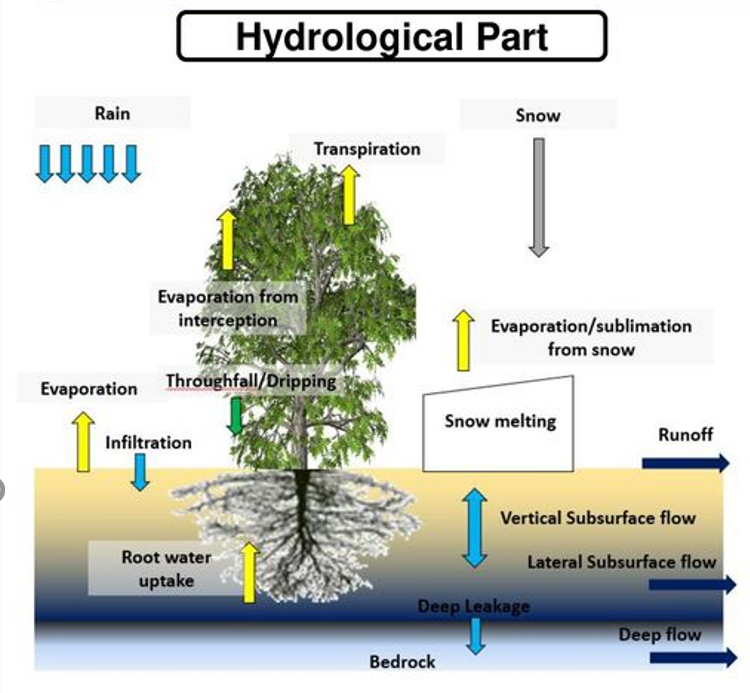 Hydrological Part
Rain
Snow
Transpiration
Evaporation from
interception
Evaporation/sublimation
from snow
Throughfall/Dripping
Evaporation
Snow melting
Infiltration
Runoff
Vertical Subsurface flow
Root water
uptake
Lateral Subsurface flow
Deep Leakage
Deep flow
Bedrock